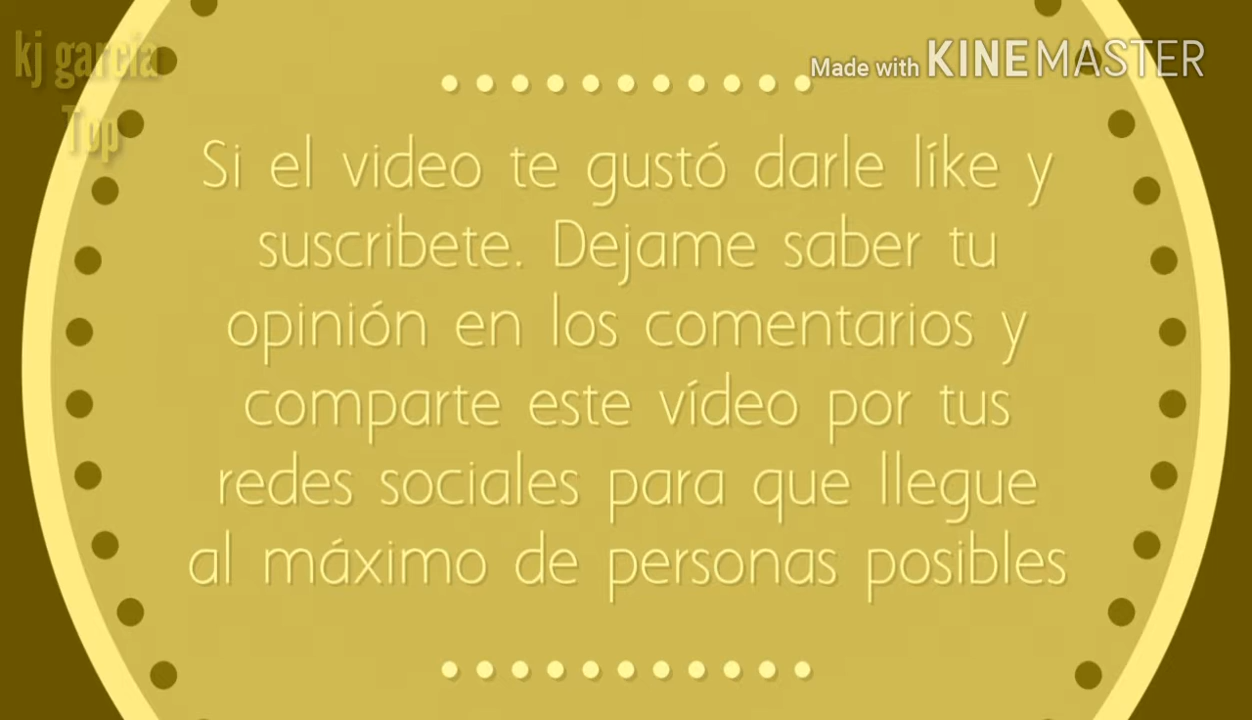 kj garcia
Top
Made with KINEMASTER
Si el video te gustó darle líke y
suscribete. Dejame saber tu
opinión en los comentarios y
comparte este vídeo por tus
redes sociales para que llegue
al máximo de personas posibles